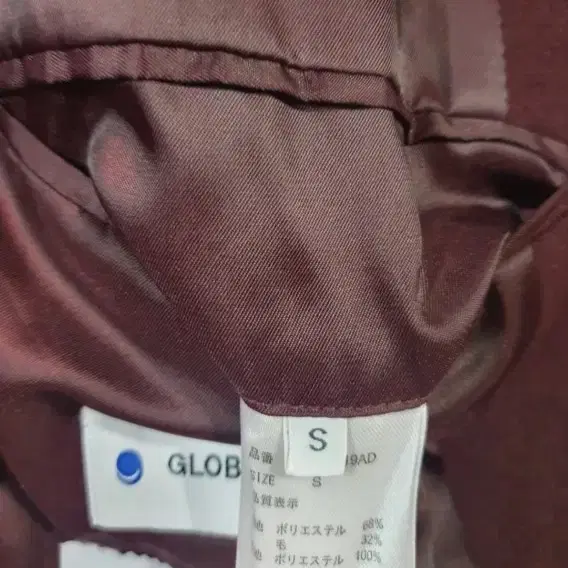 S
GLOB
品番 9AD
SIZE S
品質表示
ポリエステル 68%
毛 32%
ポリエステル 100%